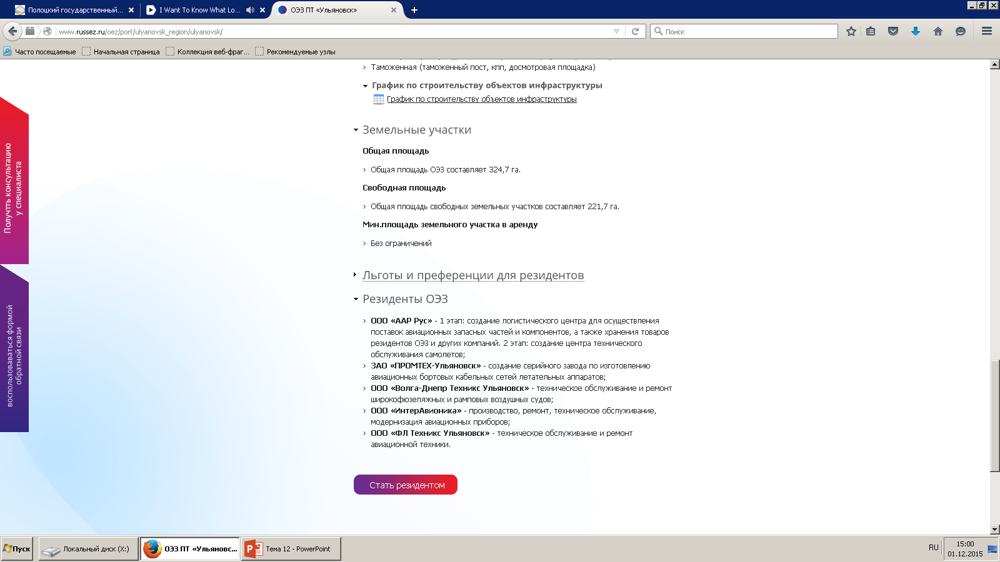 Полоцкий государственный...
I Want To Know What Lo...
ОЭЗ ПТ «Ульяновск»
www.russez.ru/oez/port/ulyanovsk_region/ulyanovsk/
Поиск
Часто посещаемые
Начальная страница
Коллекция веб-фраг...
Рекомендуемые узлы
Таможенная (таможенный пост, кпп, досмотровая площадка)
График по строительству объектов инфраструктуры
График по строительству объектов инфраструктуры
Получть консультацию
у специалиста
воспользоваваться формой
обратной связи
Земельные участки
Общая площадь
Общая площадь ОЭЗ составляет 324,7 га.
Свободная площадь
Общая площадь свободных земельных участков составляет 221,7 га.
Мин.площадь земельного участка в аренду
Без ограничений
Льготы и преференции для резидентов
Резиденты ОЭЗ
ООО «ААР Рус» - 1 этап: создание логистического центра для осуществления
поставок авиационных запасных частей и компонентов, а также хранения товаров
резидентов ОЭЗ и других компаний. 2 этап: создание центра технического
обслуживания самолетов;
ЗАО «ПРОМТЕХ-Ульяновск» - создание серийного завода по изготовлению
авиационных бортовых кабельных сетей летательных аппаратов;
ООО «Волга-Днепр Техникс Ульяновск» - техническое обслуживание и ремонт
широкофюзеляжных и рамповых воздушных судов;
ООО «ИнтерАвионика» - производство, ремонт, техническое обслуживание,
модернизация авиационных приборов;
ООО «ФЛ Техникс Ульяновск» - техническое обслуживание и ремонт
авиационной техники.
Стать резидентом
Пуск
Локальный диск (X:)
ОЭЗ ПТ «Ульяновс...
Тема 12 - PowerPoint
RU
15:00
01.12.2015